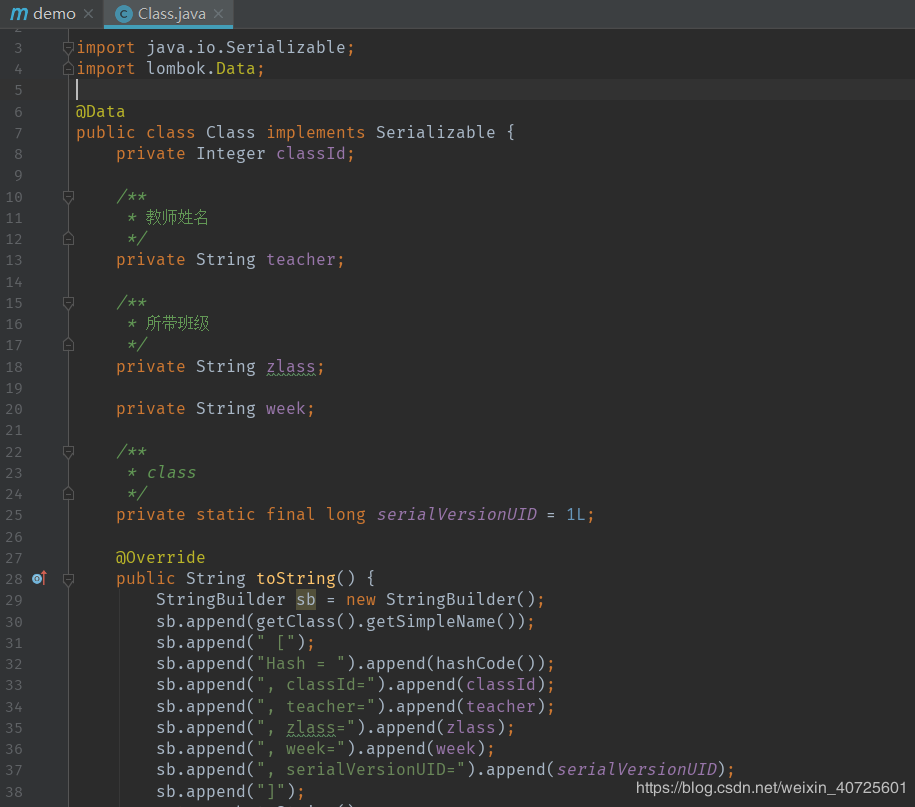 demo
Class.java
2
3 import java.io.Serializable;
4 import lombok.Data;
5
6 @Data
7 public class Class implements Serializable {
8     private Integer classId;
9
10     /**
11      * 教师姓名
12      */
13     private String teacher;
14
15     /**
16      * 所带班级
17      */
18     private String zlass;
19
20     private String week;
21
22     /**
23      * class
24      */
25     private static final long serialVersionUID = 1L;
26
27     @Override
28     public String toString() {
29         StringBuilder sb = new StringBuilder();
30         sb.append(getClass().getSimpleName());
31         sb.append(" [");
32         sb.append("Hash = ").append(hashCode());
33         sb.append(", classId=").append(classId);
34         sb.append(", teacher=").append(teacher);
35         sb.append(", zlass=").append(zlass);
36         sb.append(", week=").append(week);
37         sb.append(", serialVersionUID=").append(serialVersionUID);
38         sb.append("]");
https://blog.csdn.net/weixin_40725601